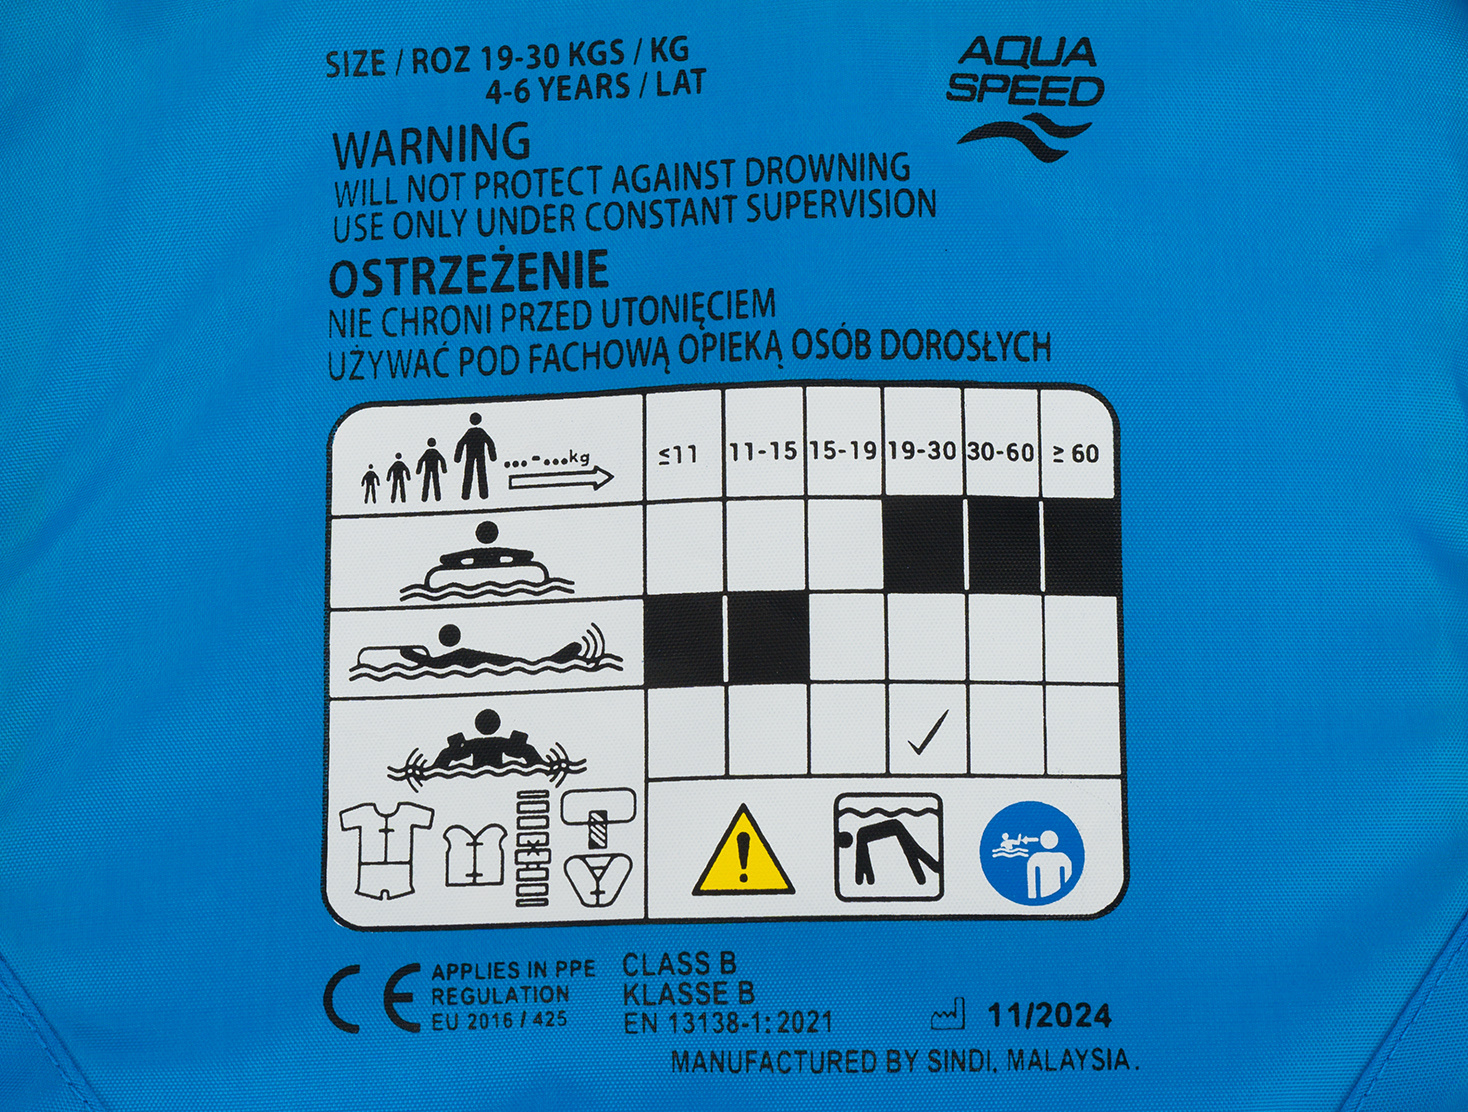 SIZE / ROZ 19-30 KGS / KG
4-6 YEARS / LAT
AQUA
SPEED
WARNING
WILL NOT PROTECT AGAINST DROWNING
USE ONLY UNDER CONSTANT SUPERVISION
OSTRZEŻENIE
NIE CHRONI PRZED UTONIĘCIEM
UŻYWAĆ POD FACHOWĄ OPIEKĄ OSÓB DOROSŁYCH
...-...kg ≤11 11-15 15-19 19-30 30-60 ≥ 60
!
CE
APPLIES IN PPE
REGULATION
EU 2016 / 425
CLASS B
KLASSE B
EN 13138-1: 2021
11/2024
MANUFACTURED BY SINDI, MALAYSIA.